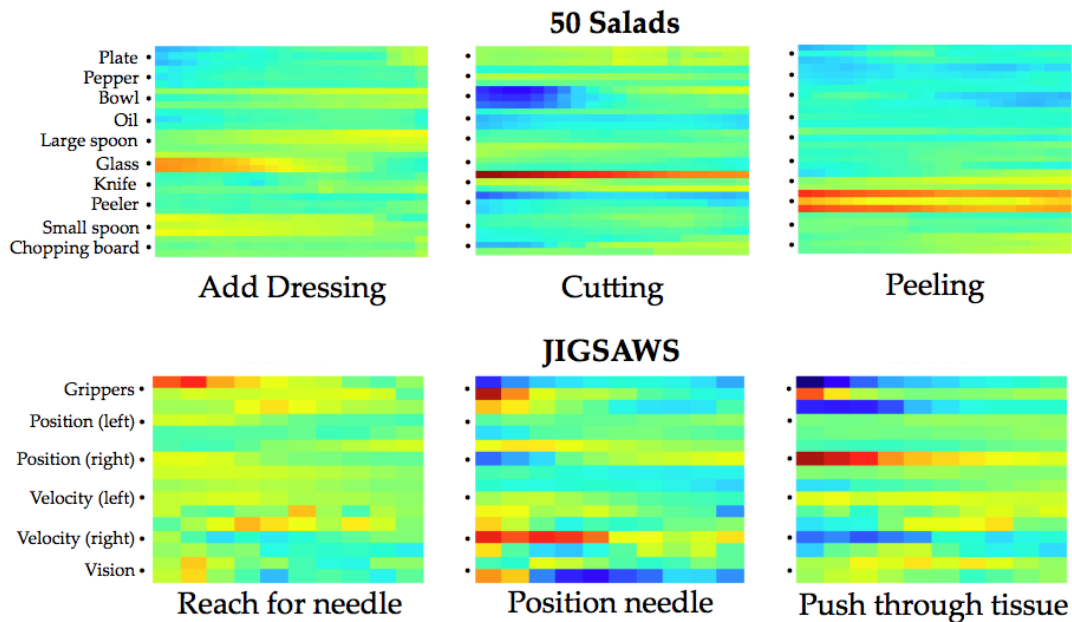 50 Salads
Plate •
Pepper •
Bowl •
Oil •
Large spoon •
Glass •
Knife •
Peeler •
Small spoon •
Chopping board •
Add Dressing
Cutting
Peeling
JIGSAWS
Grippers •
Position (left) •
Position (right) •
Velocity (left) •
Velocity (right) •
Vision •
Reach for needle
Position needle
Push through tissue